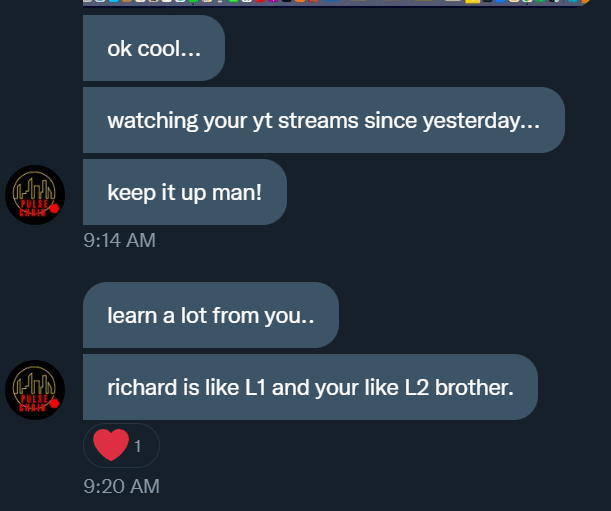 ok cool...
watching your yt streams since yesterday...
keep it up man!
PULSE
CHAIN
9:14 AM
learn a lot from you..
richard is like L1 and your like L2 brother.
PULSE
CHAIN
1
9:20 AM